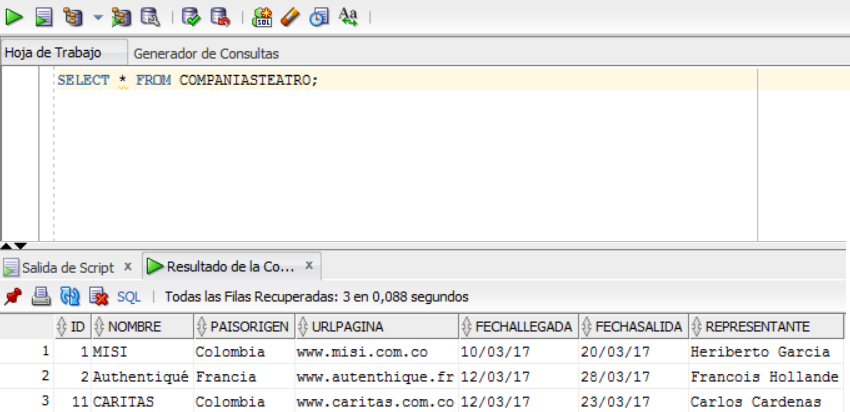 SQL
Aa
Hoja de Trabajo Generador de Consultas
SELECT * FROM COMPANIASTEATRO;
Salida de Script x Resultado de la Co... x
SQL | Todas las Filas Recuperadas: 3 en 0,088 segundos
ID NOMBRE PAISORIGEN URLPAGINA FECHALLEGADA FECHASALIDA REPRESENTANTE
1 1 MISI Colombia www.misi.com.co 10/03/17 20/03/17 Heriberto Garcia
2 2 Authentiqué Francia www.autenthique.fr 12/03/17 28/03/17 Francois Hollande
3 11 CARITAS Colombia www.caritas.com.co 12/03/17 23/03/17 Carlos Cardenas